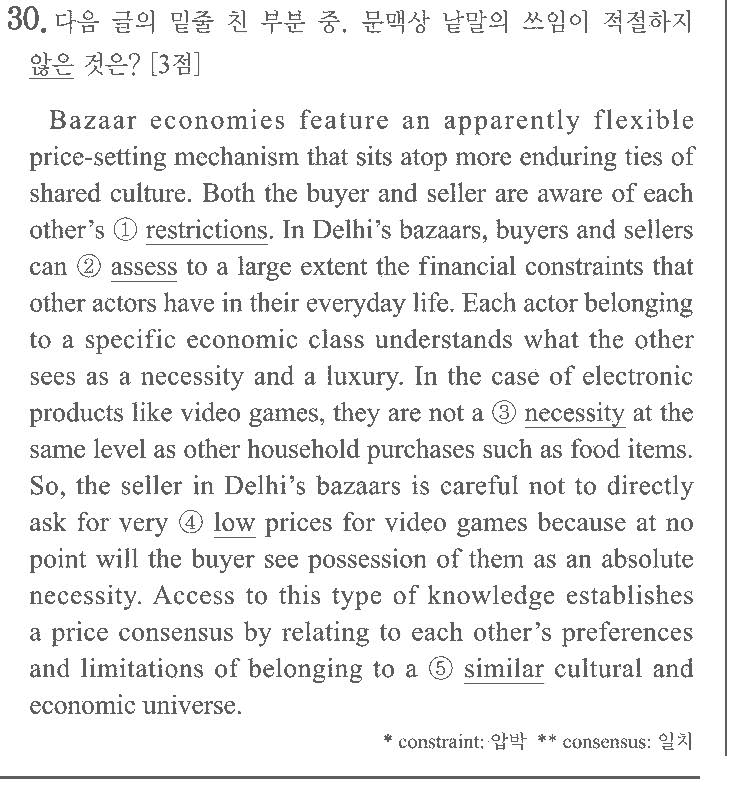 30. 다음 글의 밑줄 친 부분 중, 문맥상 낱말의 쓰임이 적절하지
않은 것은? [3점]
Bazaar economies feature an apparently flexible
price-setting mechanism that sits atop more enduring ties of
shared culture. Both the buyer and seller are aware of each
other’s ① restrictions. In Delhi’s bazaars, buyers and sellers
can ② assess to a large extent the financial constraints that
other actors have in their everyday life. Each actor belonging
to a specific economic class understands what the other
sees as a necessity and a luxury. In the case of electronic
products like video games, they are not a ③ necessity at the
same level as other household purchases such as food items.
So, the seller in Delhi’s bazaars is careful not to directly
ask for very ④ low prices for video games because at no
point will the buyer see possession of them as an absolute
necessity. Access to this type of knowledge establishes
a price consensus by relating to each other’s preferences
and limitations of belonging to a ⑤ similar cultural and
economic universe.
* constraint: 압박 ** consensus: 일치